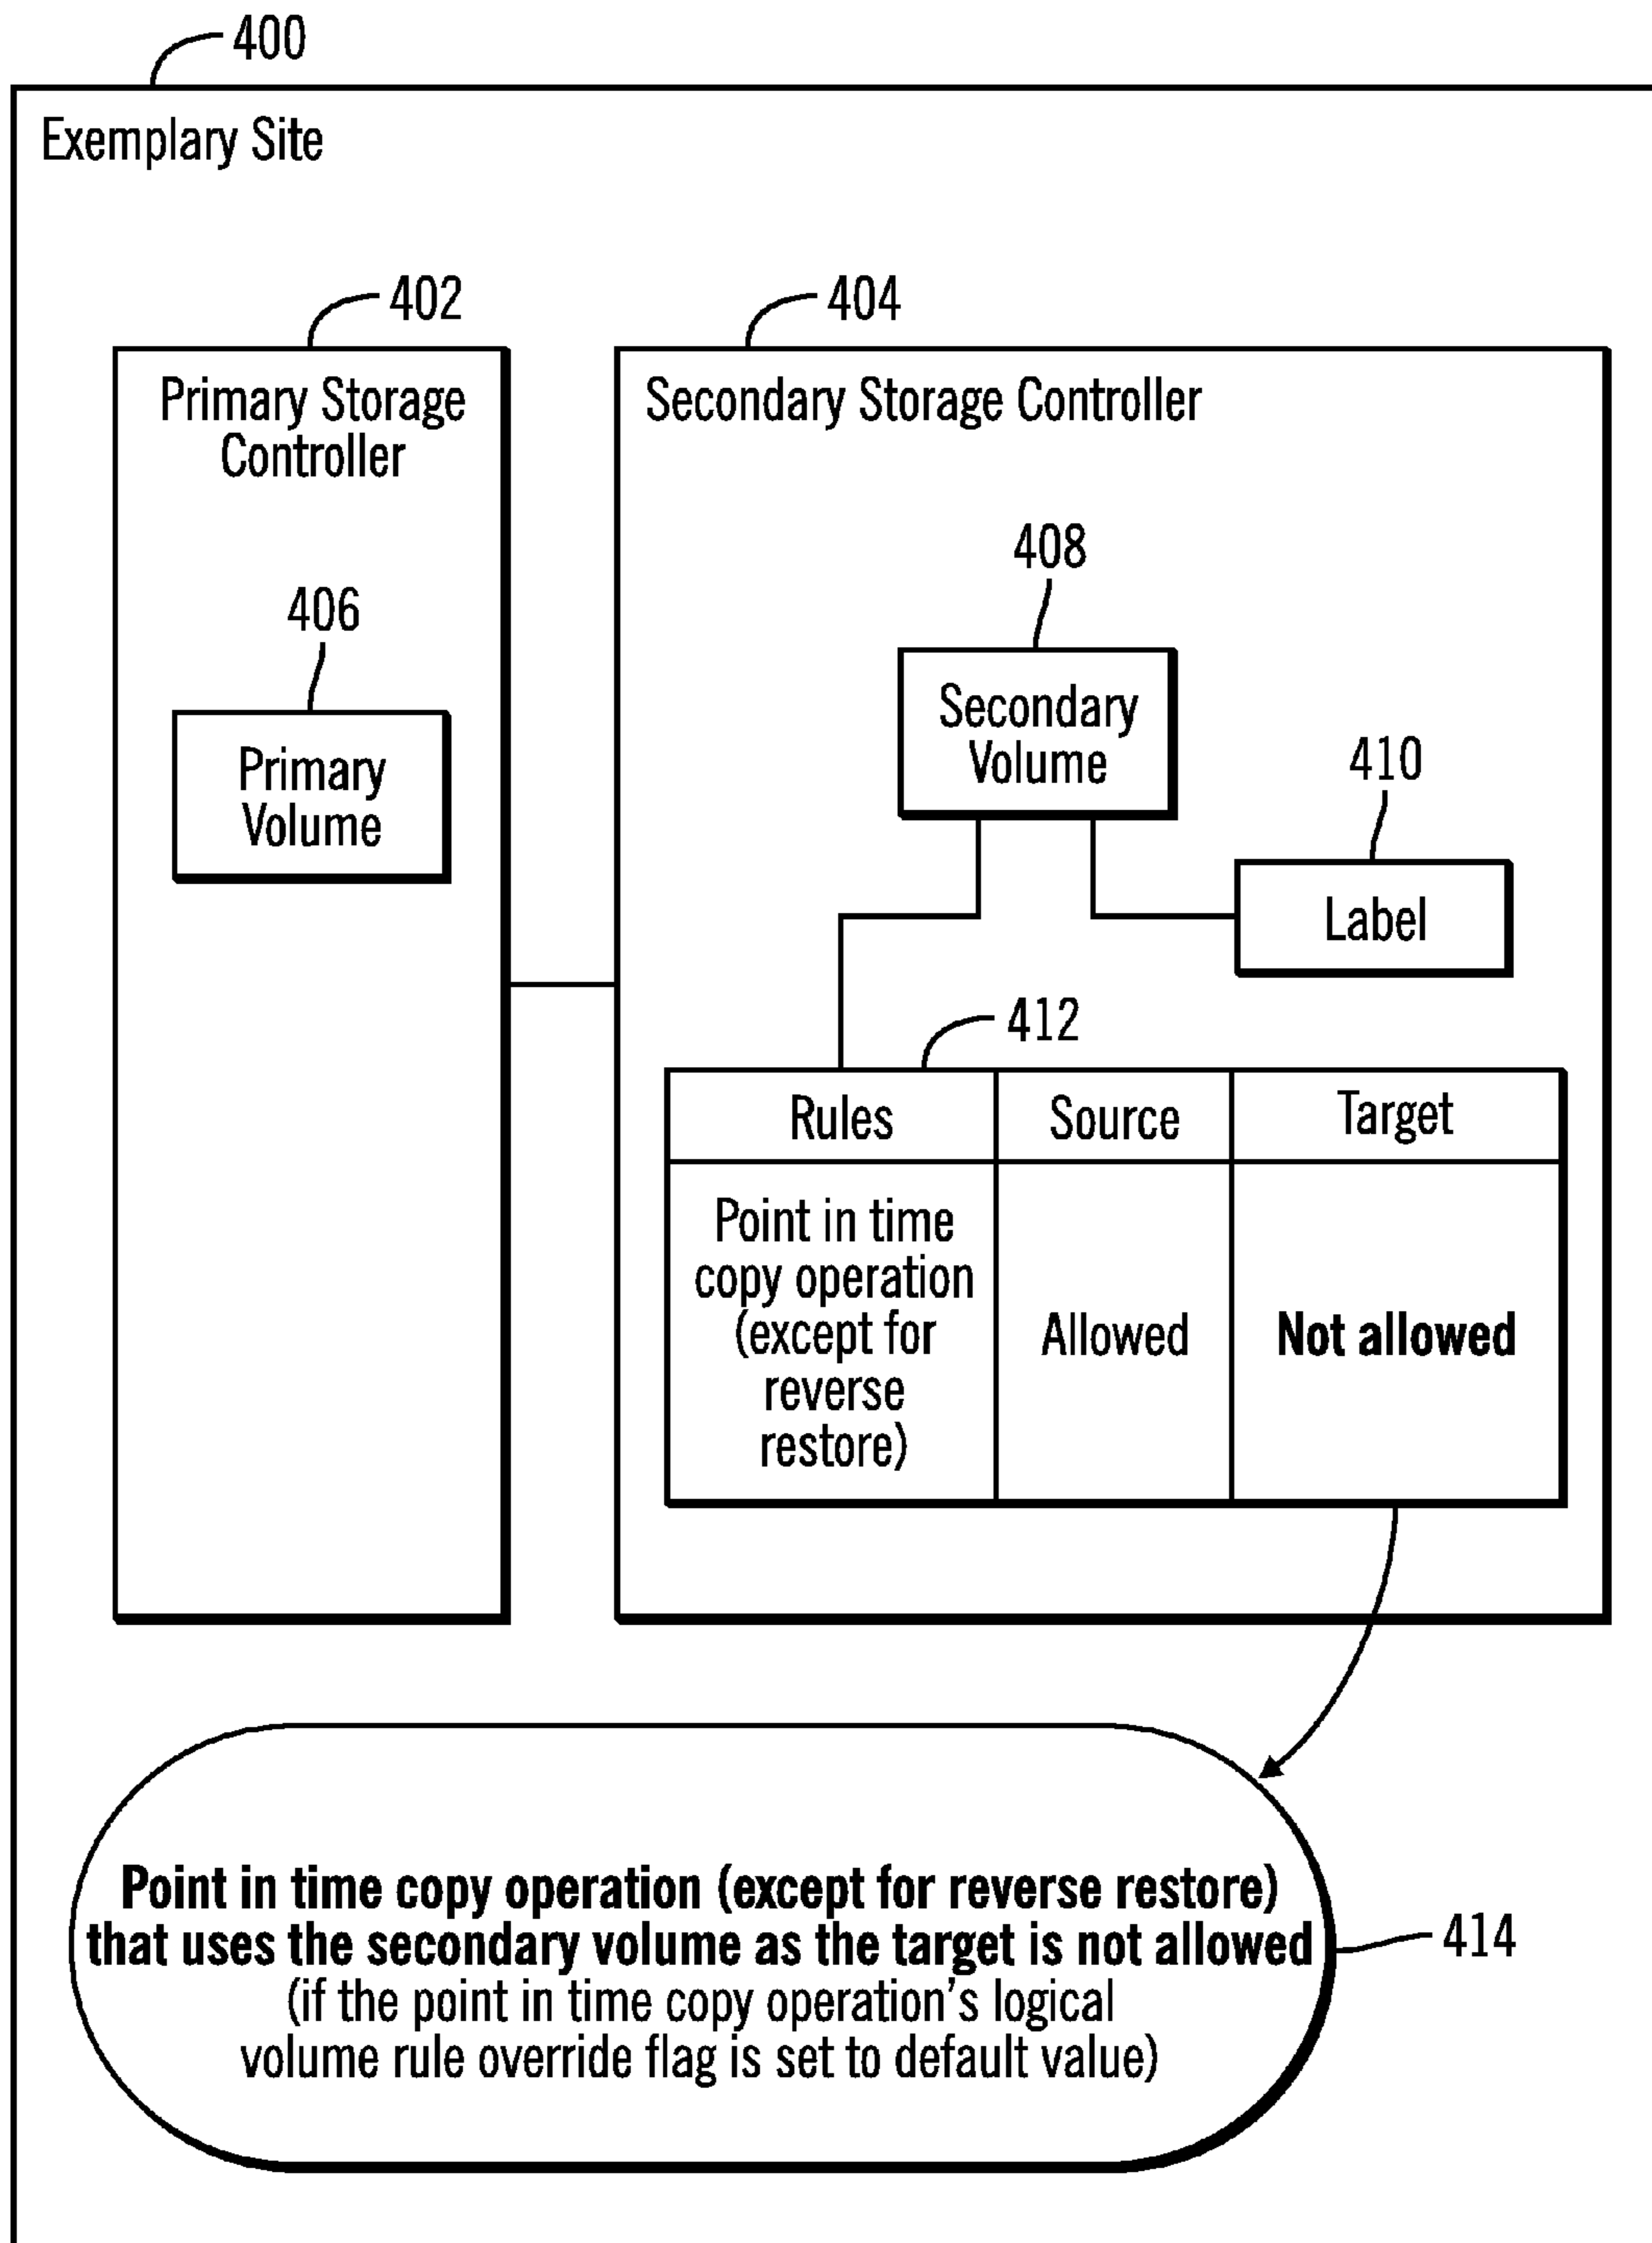 400
Exemplary Site
402
404
Primary Storage
Controller
Secondary Storage Controller
408
406
Secondary
Volume
Primary
Volume
410
Label
412
Rules
Source
Target
Point in time
copy operation
(except for
reverse
restore)
Allowed
Not allowed
Point in time copy operation (except for reverse restore)
that uses the secondary volume as the target is not allowed
(if the point in time copy operation's logical
volume rule override flag is set to default value)
414